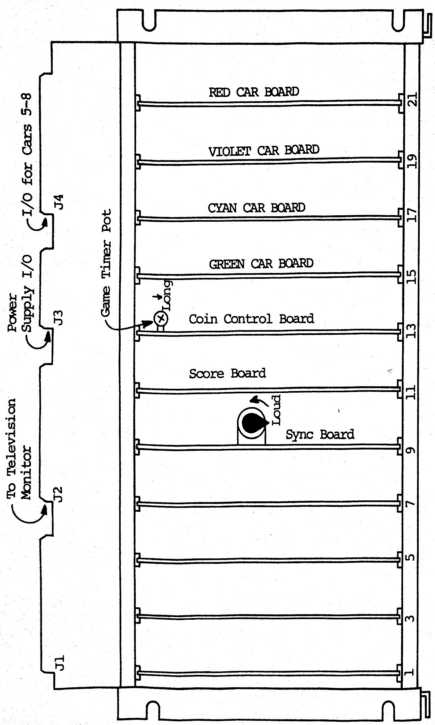 To Television
Monitor
Power
Supply I/O
I/O for Cars 5-8
J1
J2
J3
J4
Game Timer Pot
RED CAR BOARD
21
VIOLET CAR BOARD
19
CYAN CAR BOARD
17
GREEN CAR BOARD
15
Long
Coin Control Board
13
Score Board
11
Loud
Sync Board
9
7
5
3
1